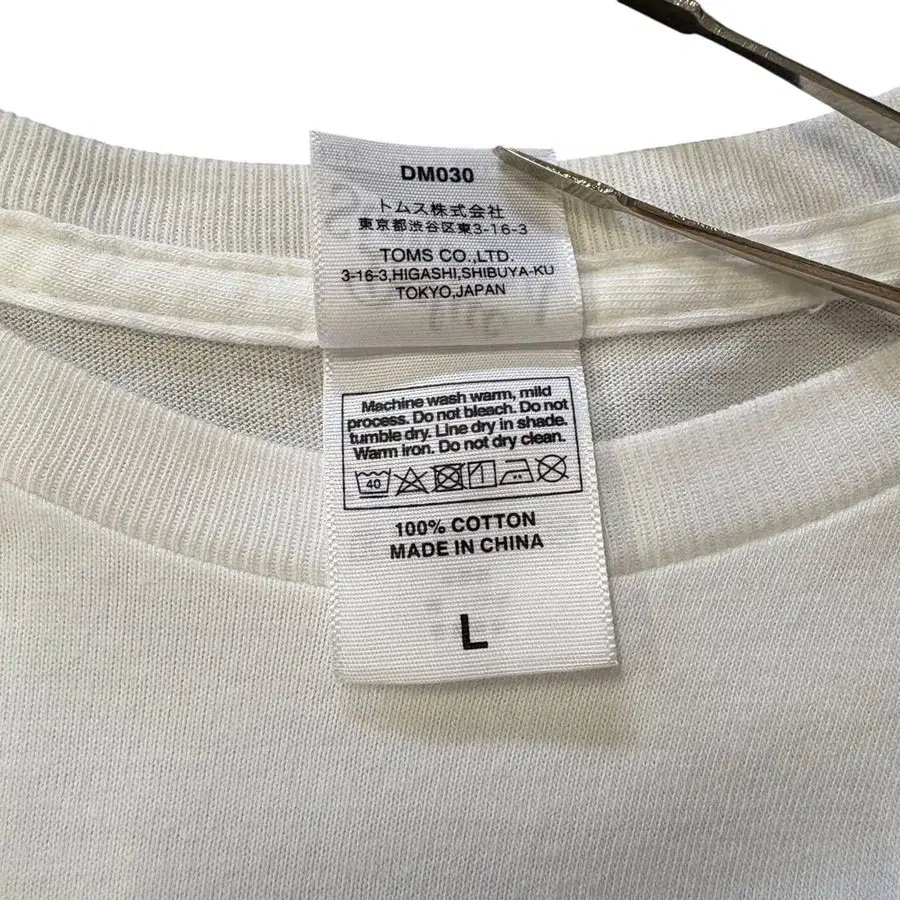 DM030
トムス株式会社
東京都渋谷区東3-16-3
TOMS CO.,LTD.
3-16-3,HIGASHI,SHIBUYA-KU
TOKYO,JAPAN
Machine wash warm, mild
process. Do not bleach. Do not
tumble dry. Line dry in shade.
Warm iron. Do not dry clean.
40
100% COTTON
MADE IN CHINA
L